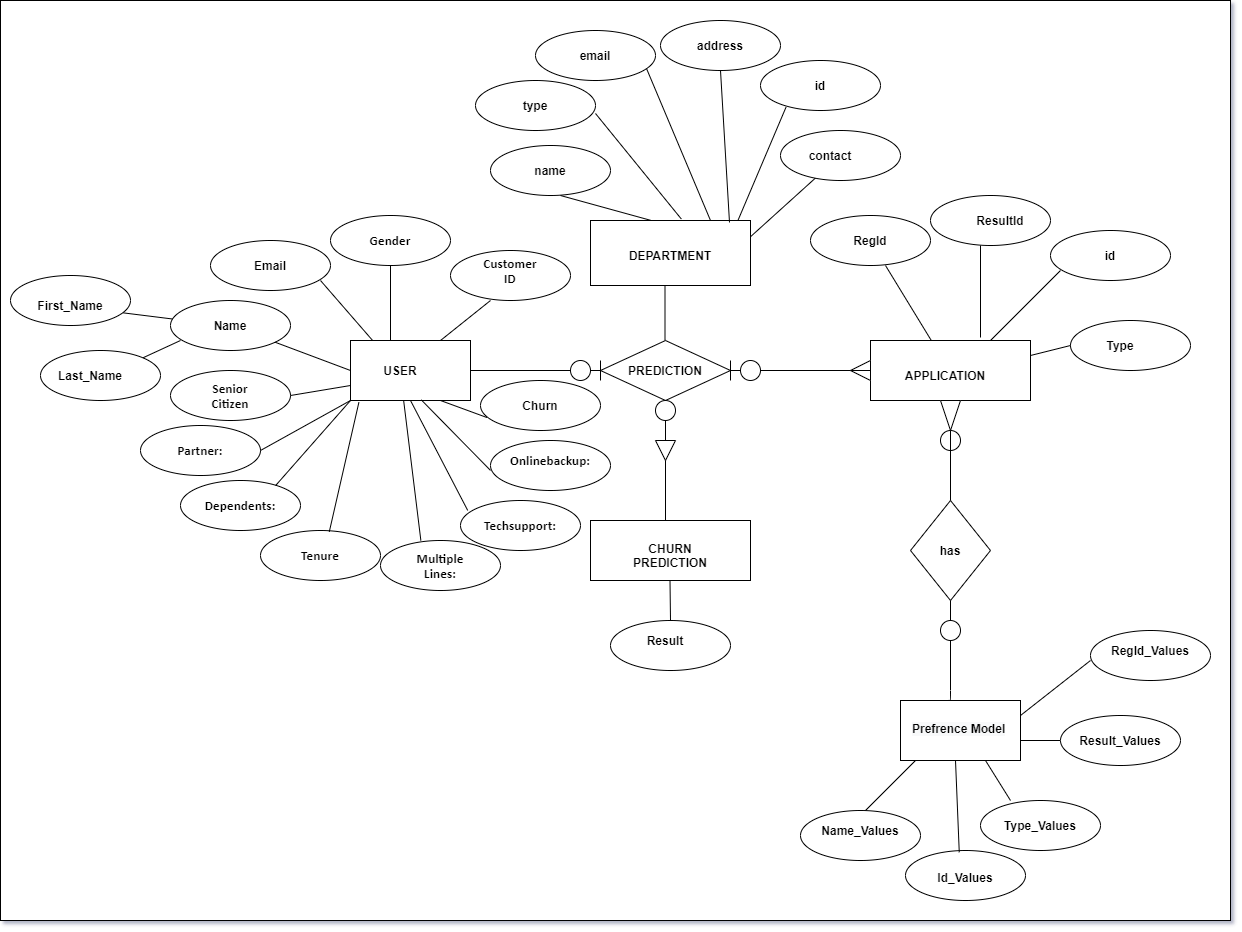 address
email
id
type
contact
name
ResultId
RegId
Gender
DEPARTMENT
id
Email
Customer
ID
First_Name
Name
Type
USER
PREDICTION
APPLICATION
Last_Name
Senior
Citizen
Churn
Partner:
Onlinebackup:
Dependents:
Techsupport:
Tenure
Multiple
Lines:
CHURN
PREDICTION
has
Result
RegId_Values
Prefrence Model
Result_Values
Name_Values
Type_Values
Id_Values